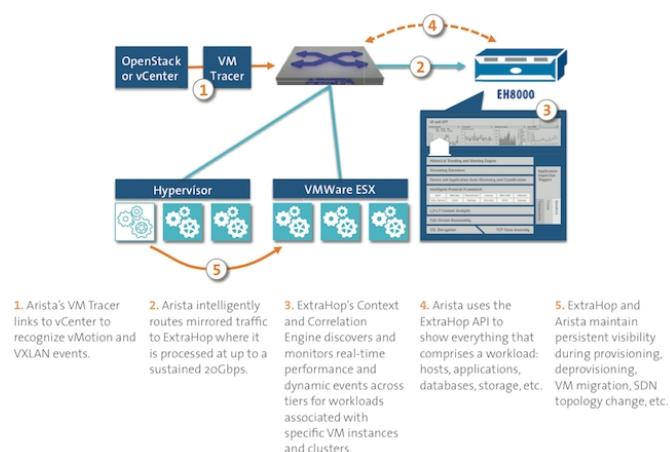 OpenStack
or vCenter
VM
Tracer
1
4
2
EH8000
3
Historical Trending and Alerting Engine
Hypervisor
VMWare ESX
5
1. Arista's VM Tracer
links to vCenter to
recognize vMotion and
VXLAN events.
2. Arista intelligently
routes mirrored traffic
to ExtraHop where it
is processed at up to a
sustained 20Gbps.
3. ExtraHop's Context
and Correlation
Engine discovers and
monitors real-time
performance and
dynamic events across
tiers for workloads
associated with
specific VM instances
and clusters.
4. Arista uses the
ExtraHop API to
show everything that
comprises a workload:
hosts, applications,
databases, storage, etc.
5. ExtraHop and
Arista maintain
persistent visibility
during provisioning,
deprovisioning,
VM migration, SDN
topology change, etc.